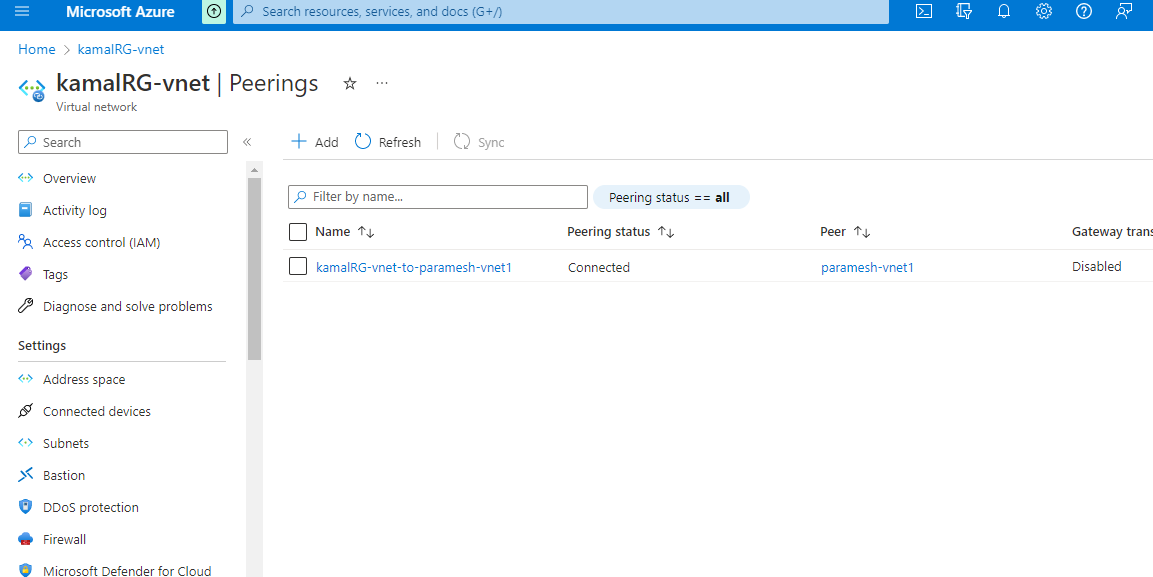 Microsoft Azure
Search resources, services, and docs (G+/)
Home > kamalRG-vnet
kamalRG-vnet | Peerings
Virtual network
Search
«
Add
Refresh
Sync
Overview
Activity log
Access control (IAM)
Tags
Diagnose and solve problems
Settings
Address space
Connected devices
Subnets
Bastion
DDoS protection
Firewall
Microsoft Defender for Cloud
Filter by name...
Peering status == all
Name Peering status Peer Gateway trans
kamalRG-vnet-to-paramesh-vnet1 Connected paramesh-vnet1 Disabled